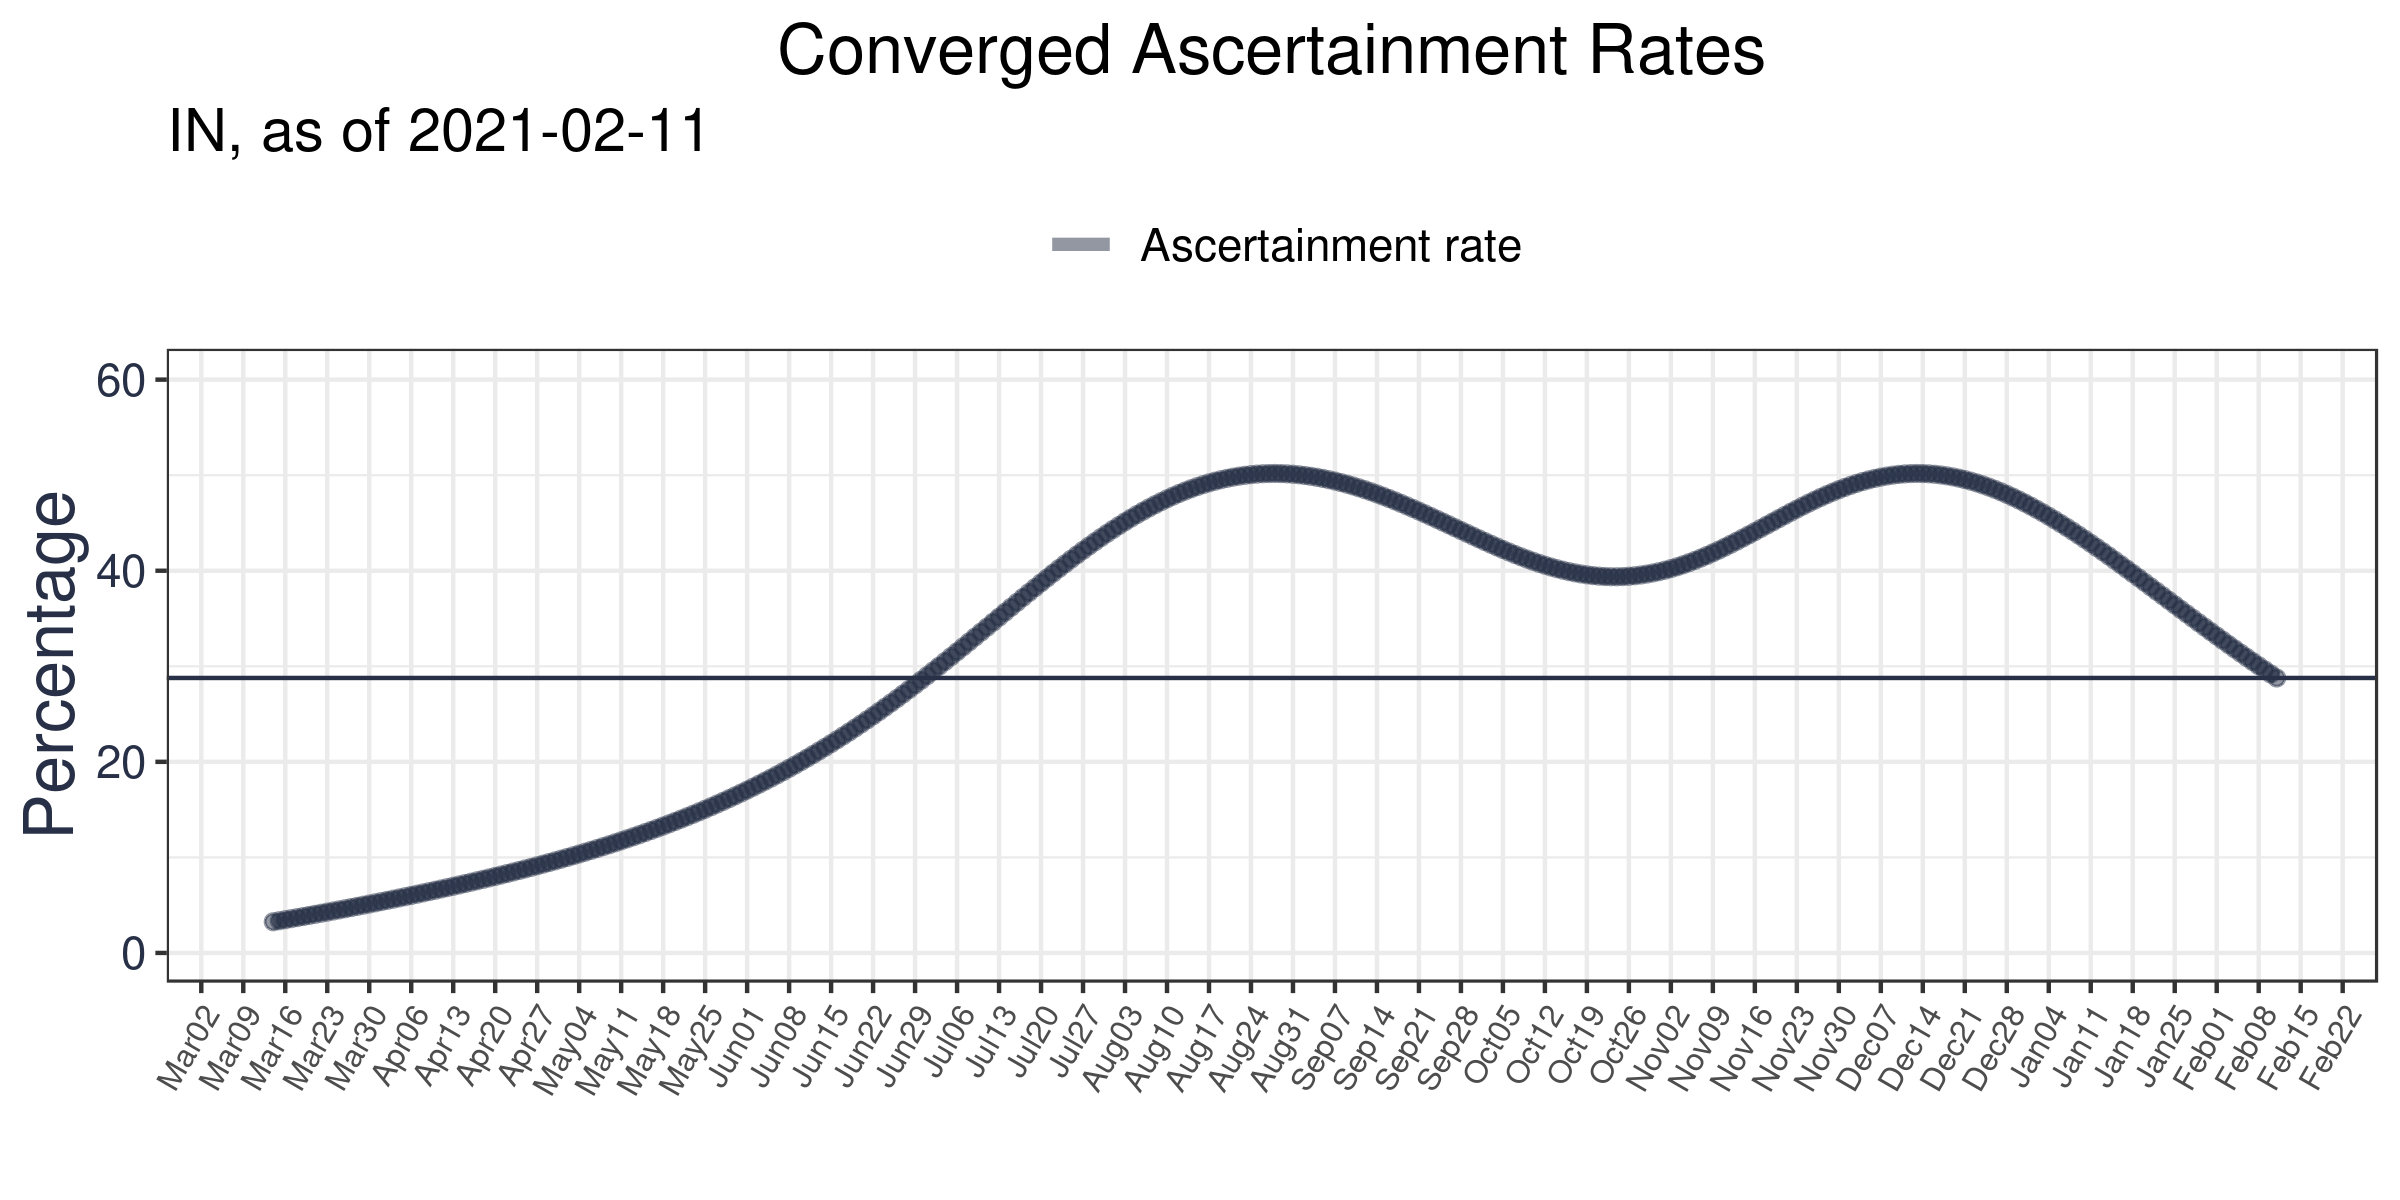 Converged Ascertainment Rates
IN, as of 2021-02-11
Ascertainment rate
Percentage
60
40
20
0
Mar02
Mar09
Mar16
Mar23
Mar30
Apr06
Apr13
Apr20
Apr27
May04
May11
May18
May25
Jun01
Jun08
Jun15
Jun22
Jun29
Jul06
Jul13
Jul20
Jul27
Aug03
Aug10
Aug17
Aug24
Aug31
Sep07
Sep14
Sep21
Sep28
Oct05
Oct12
Oct19
Oct26
Nov02
Nov09
Nov16
Nov23
Nov30
Dec07
Dec14
Dec21
Dec28
Jan04
Jan11
Jan18
Jan25
Feb01
Feb08
Feb15
Feb22